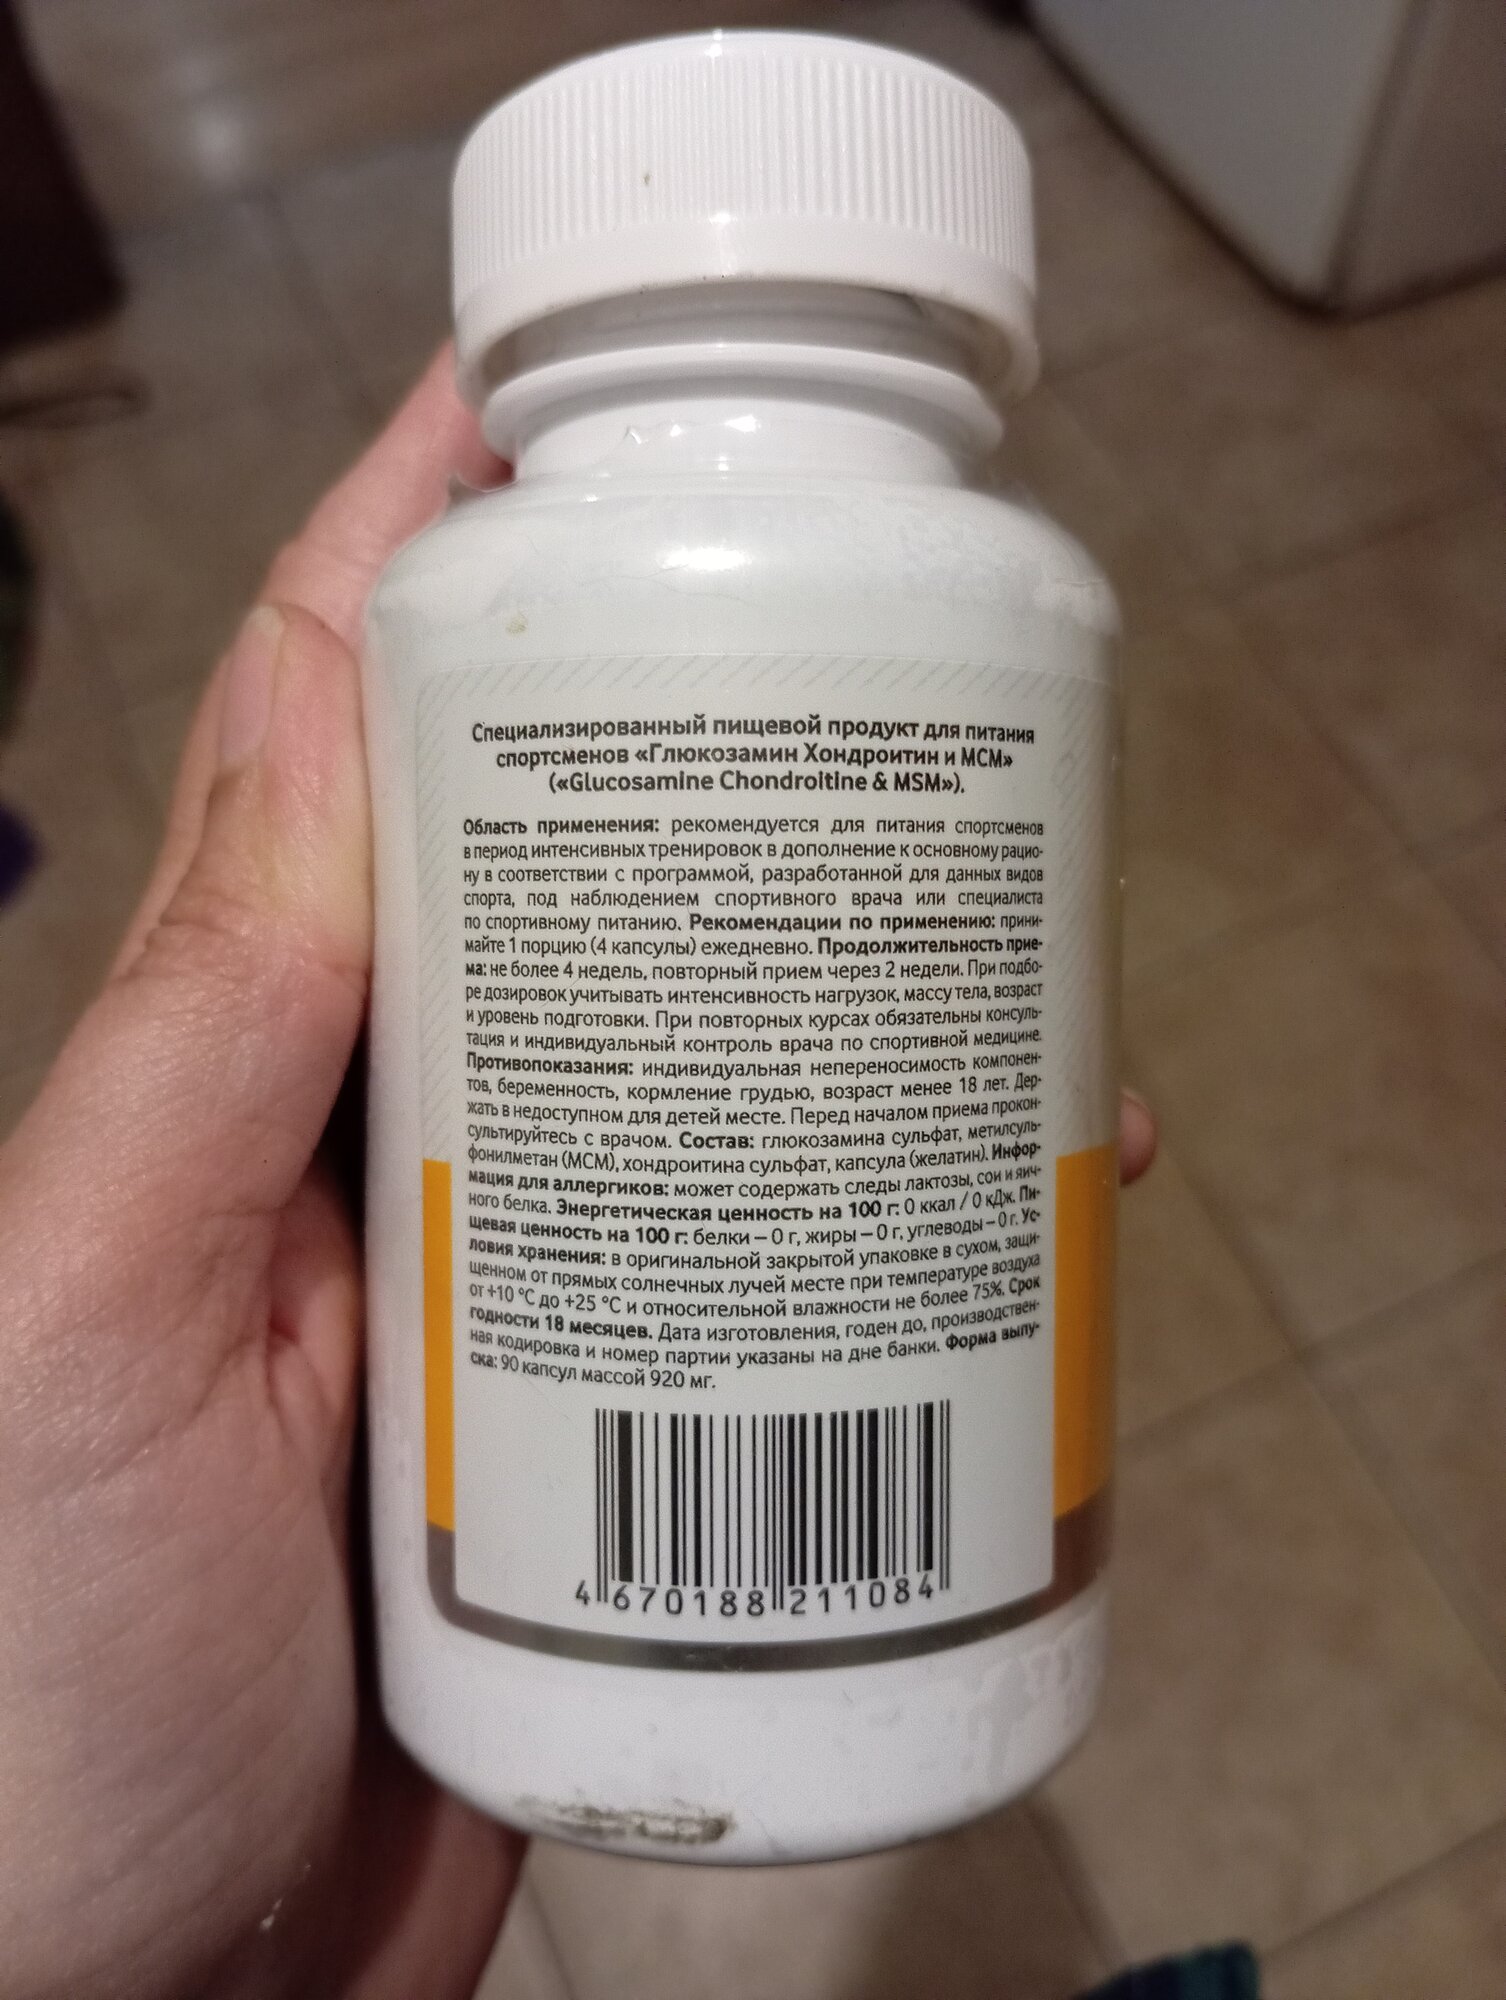 Специализированный пищевой продукт для питания
спортсменов «Глюкозамин Хондроитин и МСМ»
(«Glucosamine Chondroitine & MSM»).
Область применения: рекомендуется для питания спортсменов
в период интенсивных тренировок в дополнение к основному рацио-
ну в соответствии с программой, разработанной для данных видов
спорта, под наблюдением спортивного врача или специалиста
по спортивному питанию. Рекомендации по применению: прини-
майте 1 порцию (4 капсулы) ежедневно. Продолжительность прие-
ма: не более 4 недель, повторный прием через 2 недели. При подбо-
ре дозировок учитывать интенсивность нагрузок, массу тела, возраст
и уровень подготовки. При повторных курсах обязательны консуль-
тация и индивидуальный контроль врача по спортивной медицине.
Противопоказания: индивидуальная непереносимость компонен-
тов, беременность, кормление грудью, возраст менее 18 лет. Дер-
жать в недоступном для детей месте. Перед началом приема прокон-
сультируйтесь с врачом. Состав: глюкозамина сульфат, метилсуль-
фонилметан (МСМ), хондроитина сульфат, капсула (желатин). Инфор-
мация для аллергиков: может содержать следы лактозы, сои и яич-
ного белка. Энергетическая ценность на 100 г: 0 ккал / 0 кДж. Пи-
щевая ценность на 100 г: белки – 0 г, жиры – 0 г, углеводы – 0 г. Ус-
ловия хранения: в оригинальной закрытой упаковке в сухом, защи-
щенном от прямых солнечных лучей месте при температуре воздуха
от +10 °C до +25 °C и относительной влажности не более 75%. Срок
годности 18 месяцев. Дата изготовления, годен до, производствен-
ная кодировка и номер партии указаны на дне банки. Форма выпу-
ска: 90 капсул массой 920 мг.
4 670188 211084